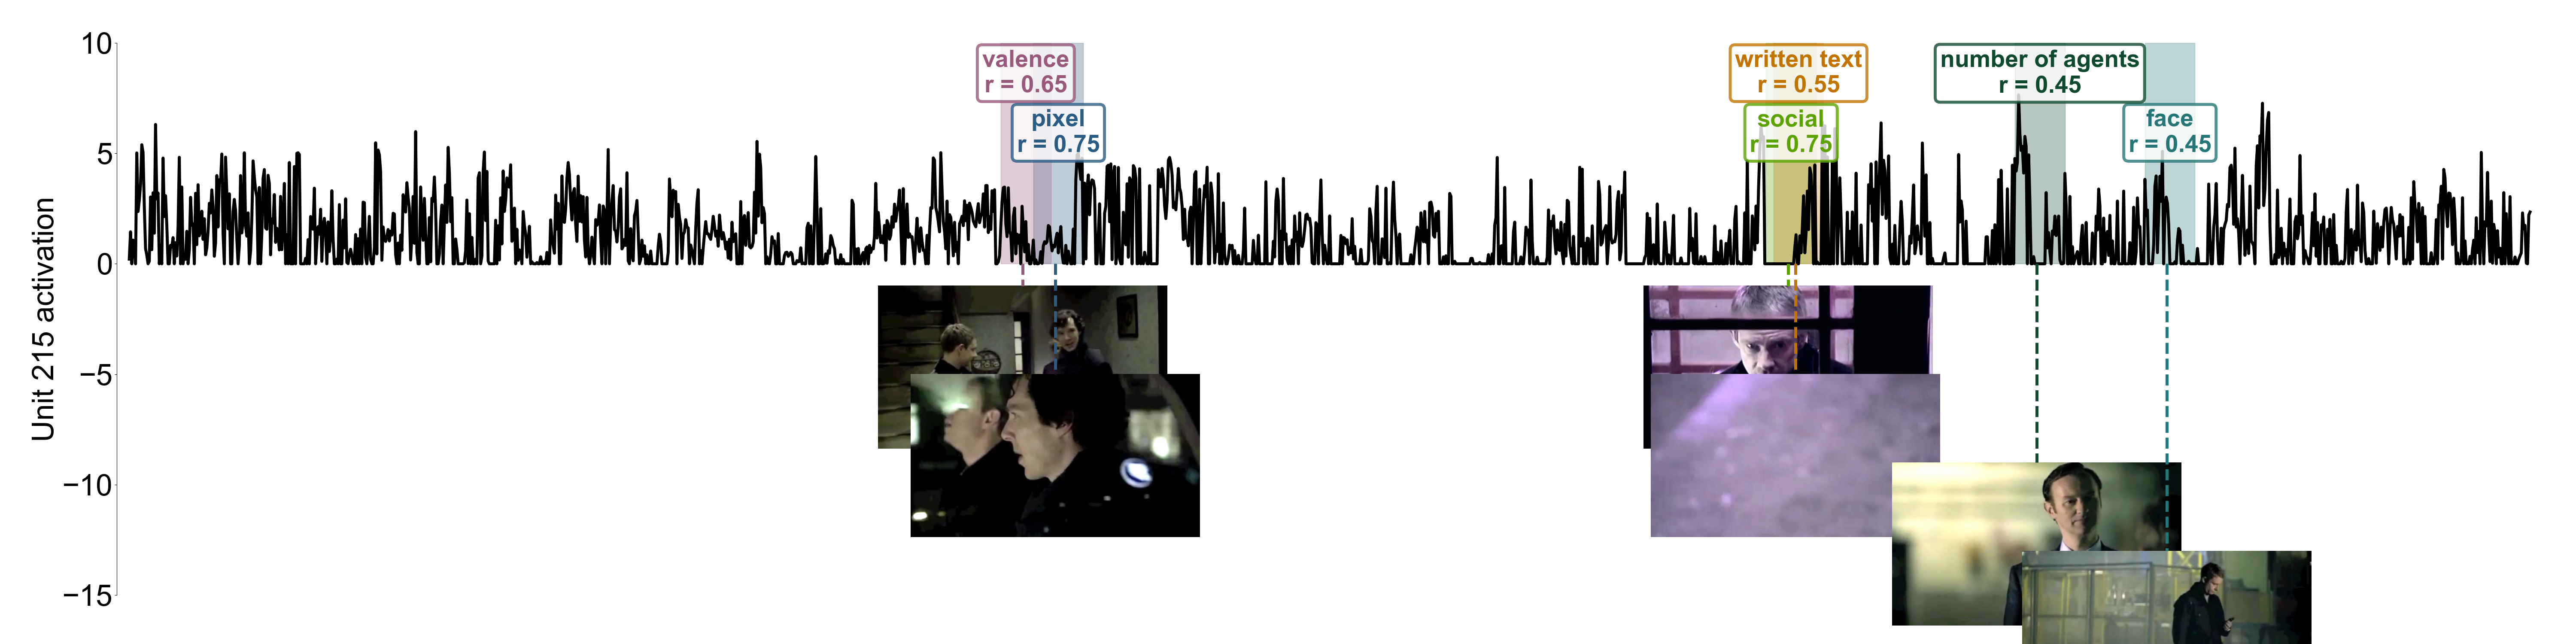 10
5
0
−5
−10
−15
Unit 215 activation
valence
r = 0.65
pixel
r = 0.75
written text
r = 0.55
social
r = 0.75
number of agents
r = 0.45
face
r = 0.45